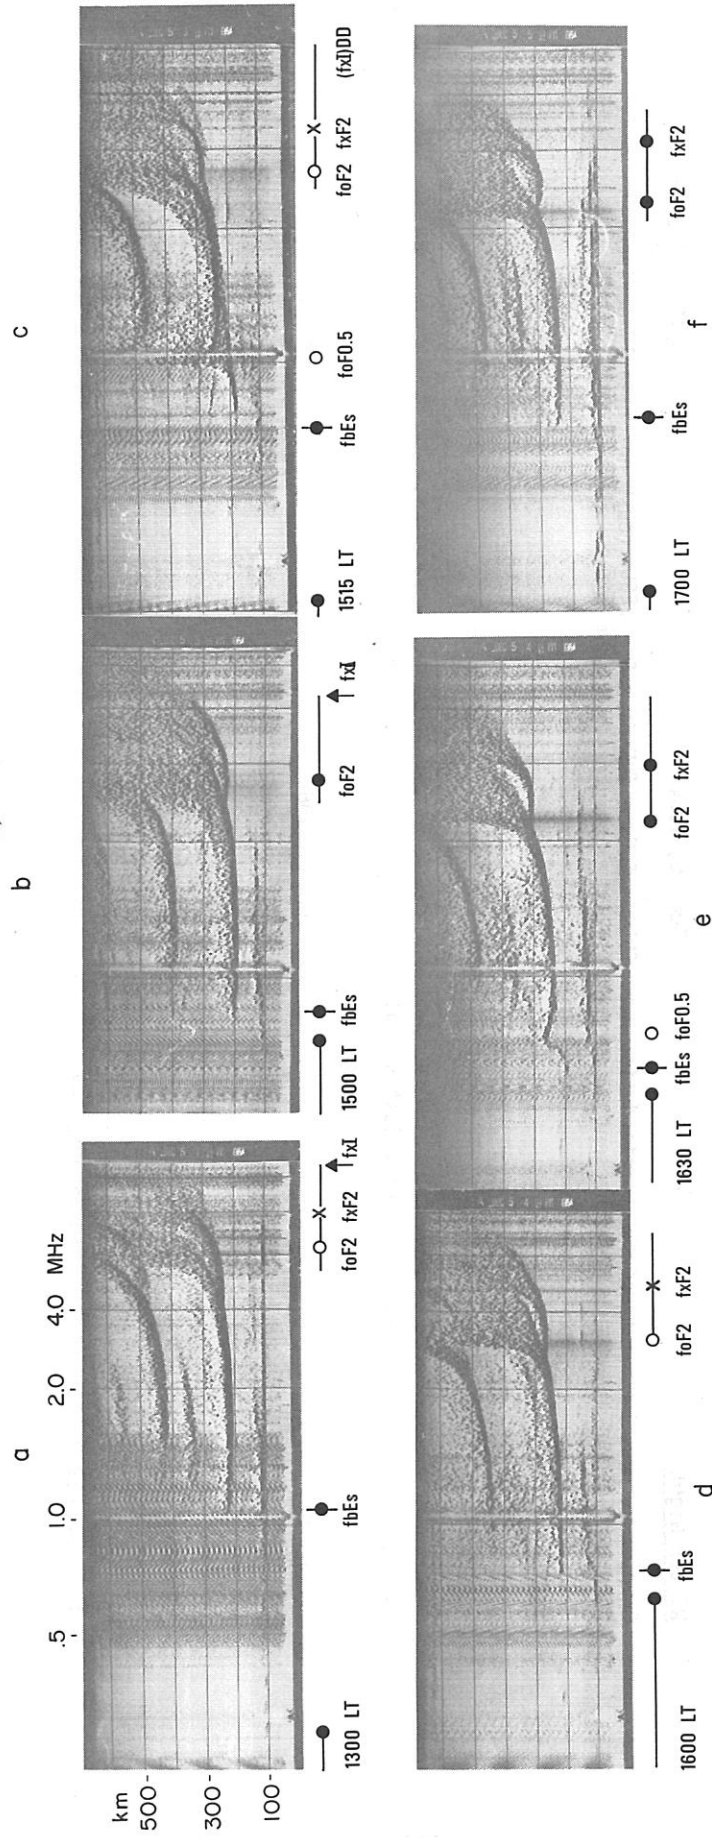 a
b
c
.5
1.0
2.0
4.0 MHz
km
500
300
100
1300 LT
fbEs
foF2
fxF2
fxI
1500 LT
fbEs
foF2
fxI
1515 LT
fbEs
foF0.5
foF2
fxF2
(fxI)DD
1600 LT
fbEs
foF2
fxF2
1630 LT
fbEs
foF0.5
foF2
fxF2
1700 LT
fbEs
foF2
fxF2
d
e
f